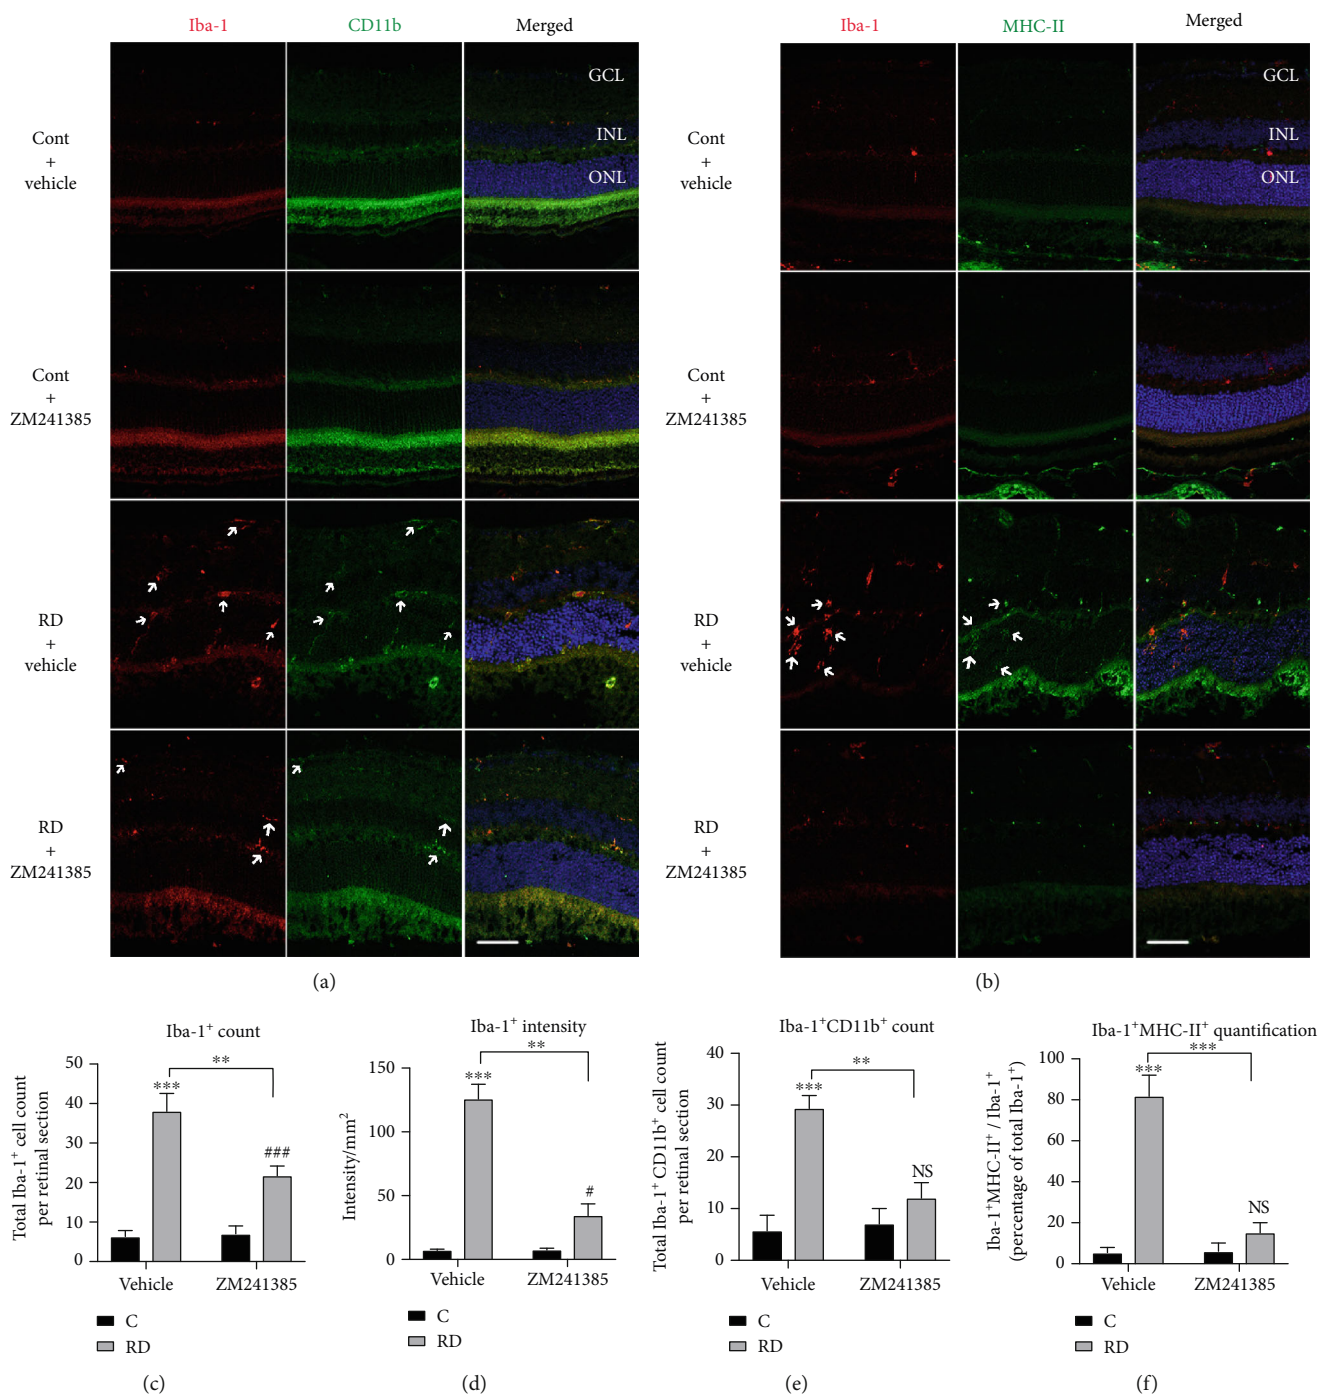 Iba-1 CD11b Merged
GCL
INL
ONL
Cont
+
vehicle
Cont
+
ZM241385
RD
+
vehicle
RD
+
ZM241385
(a)
Iba-1 MHC-II Merged
GCL
INL
ONL
Cont
+
vehicle
Cont
+
ZM241385
RD
+
vehicle
RD
+
ZM241385
(b)
Iba-1⁺ count
Total Iba-1⁺ cell count
per retinal section
50
40
30
20
10
0
***
**
###
Vehicle ZM241385
C
RD
(c)
Iba-1⁺ intensity
Intensity/mm²
150
100
50
0
***
**
#
Vehicle ZM241385
C
RD
(d)
Iba-1⁺CD11b⁺ count
Total Iba-1⁺ CD11b⁺ cell count
per retinal section
40
30
20
10
0
***
**
NS
Vehicle ZM241385
C
RD
(e)
Iba-1⁺MHC-II⁺ quantification
Iba-1⁺MHC-II⁺ / Iba-1⁺
(percentage of total Iba-1⁺)
100
80
60
40
20
0
***
***
NS
Vehicle ZM241385
C
RD
(f)